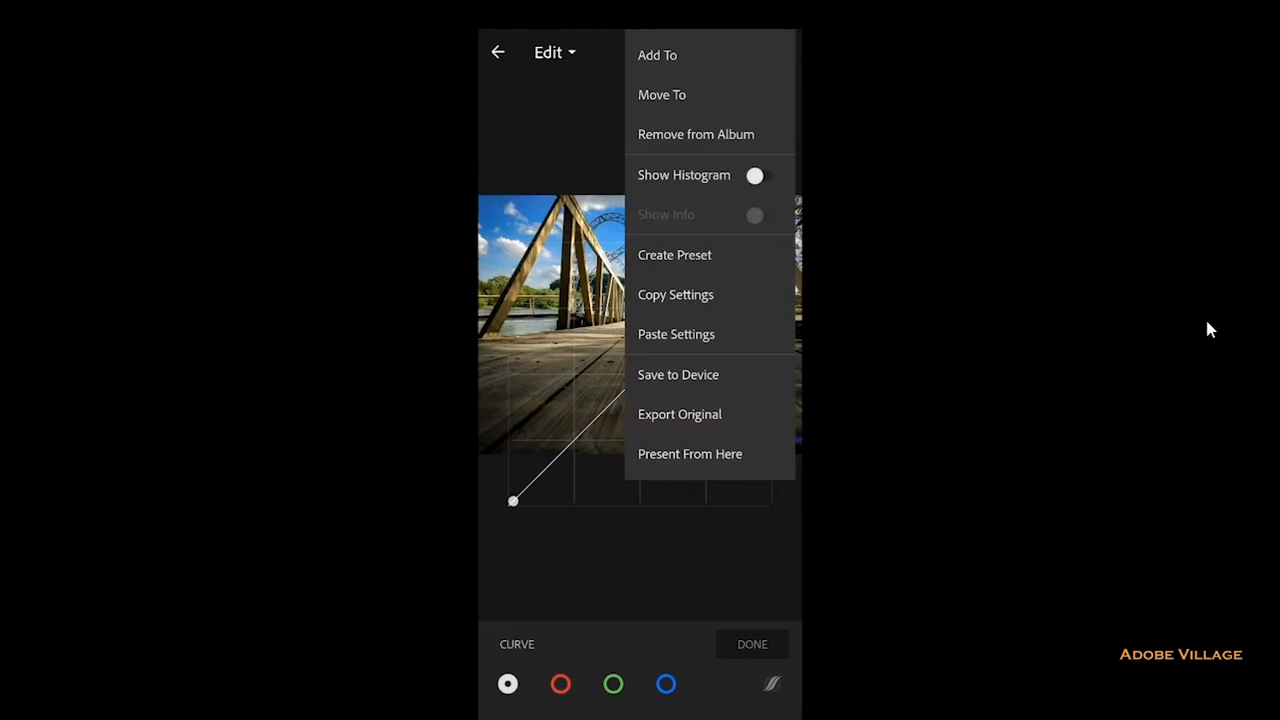 Edit
Add To
Move To
Remove from Album
Show Histogram
Show Info
Create Preset
Copy Settings
Paste Settings
Save to Device
Export Original
Present From Here
CURVE
DONE
ADOBE VILLAGE